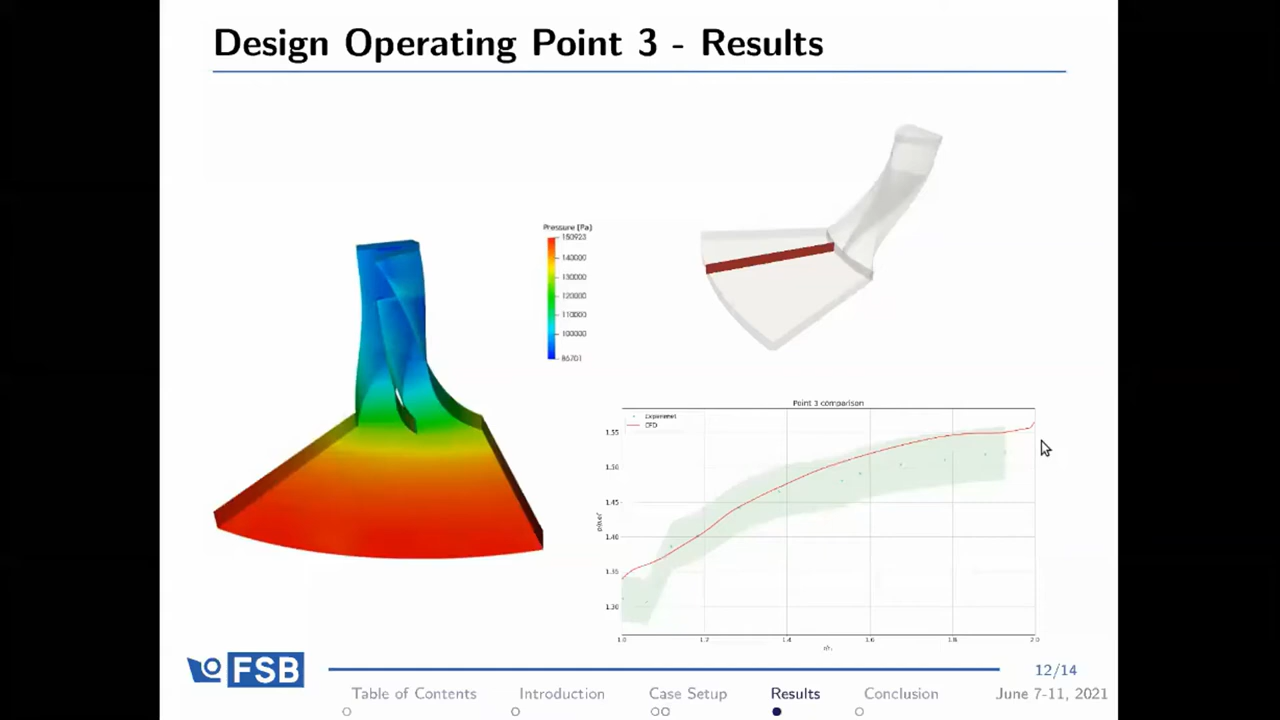 Design Operating Point 3 - Results
Pressure [Pa]
150923
140000
130000
120000
110000
100000
86701
Point 3 comparison
CFD
1.55
1.50
1.45
1.40
1.35
1.30
1.0 1.2 1.4 1.6 1.8 2.0
FSB
12/14
Table of Contents Introduction Case Setup Results Conclusion June 7-11, 2021